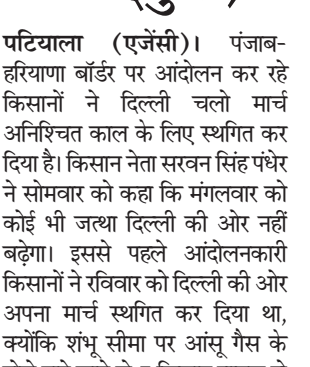 पटियाला (एजेंसी)। पंजाब-
हरियाणा बॉर्डर पर आंदोलन कर रहे
किसानों ने दिल्ली चलो मार्च
अनिश्चित काल के लिए स्थगित कर
दिया है। किसान नेता सरवन सिंह पंधेर
ने सोमवार को कहा कि मंगलवार को
कोई भी जत्था दिल्ली की ओर नहीं
बढ़ेगा। इससे पहले आंदोलनकारी
किसानों ने रविवार को दिल्ली की ओर
अपना मार्च स्थगित कर दिया था,
क्योंकि शंभू सीमा पर आंसू गैस के